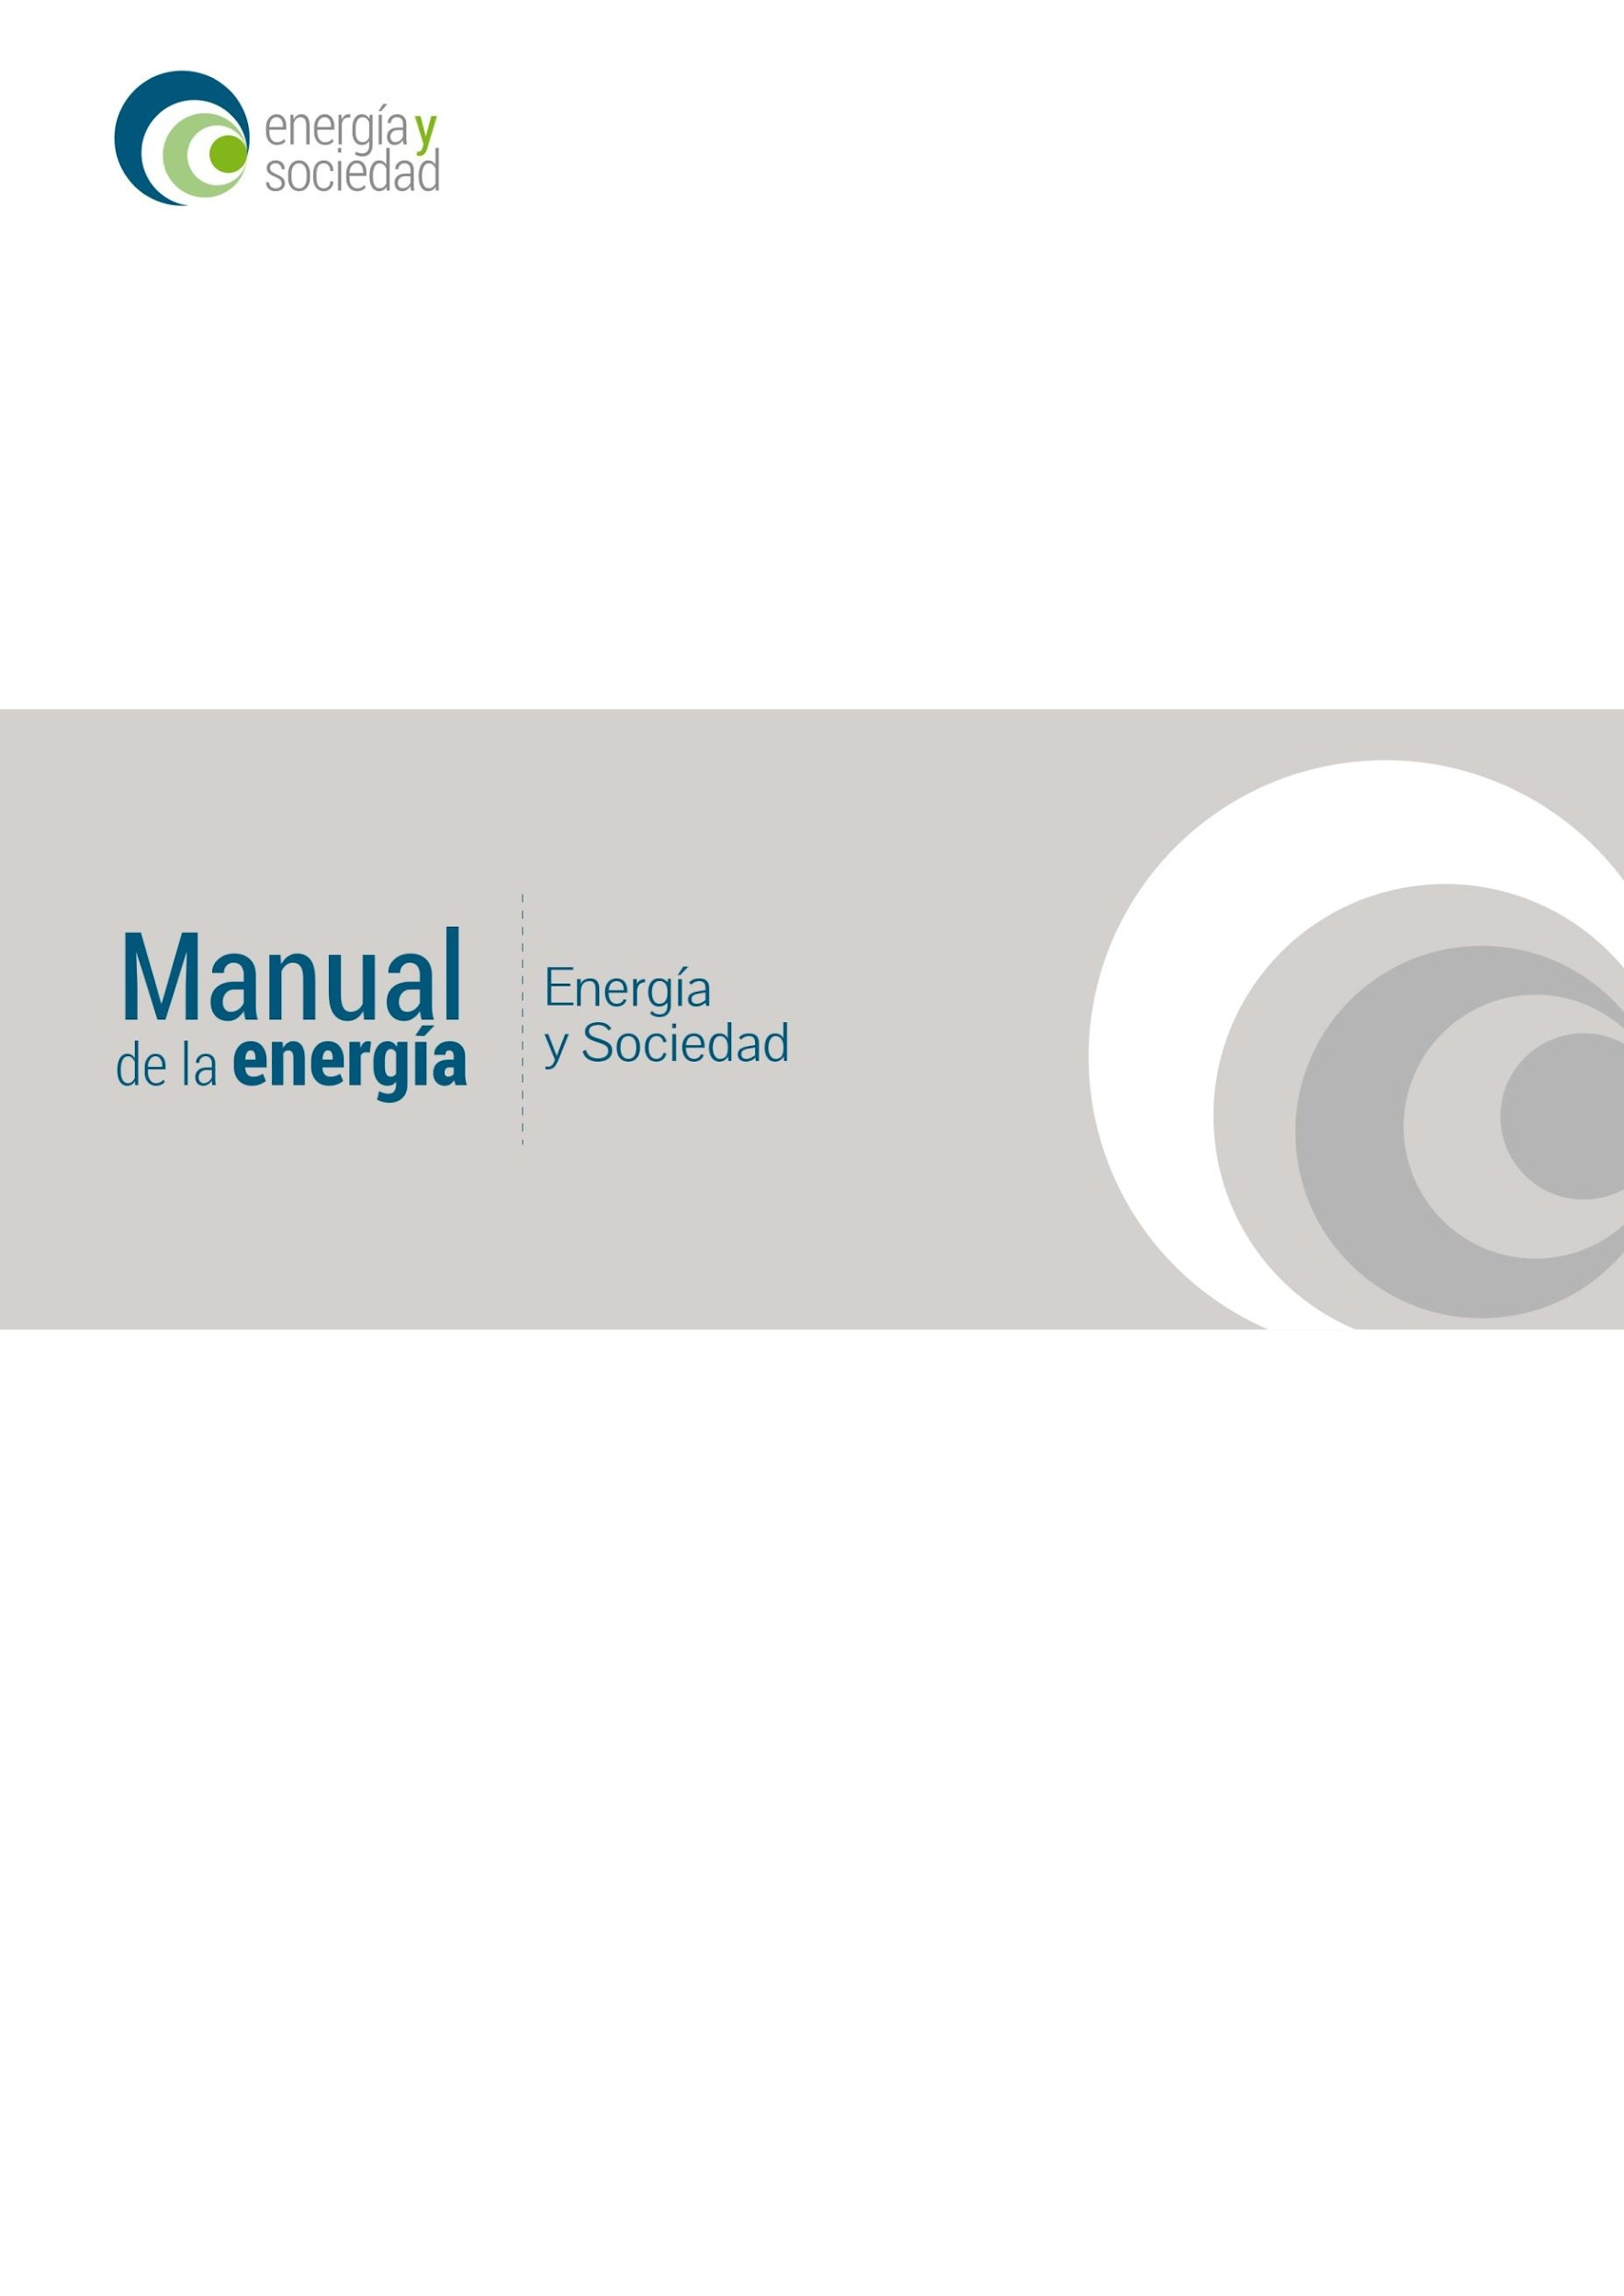 energía y
sociedad
Manual
de la energía
Energía
y Sociedad